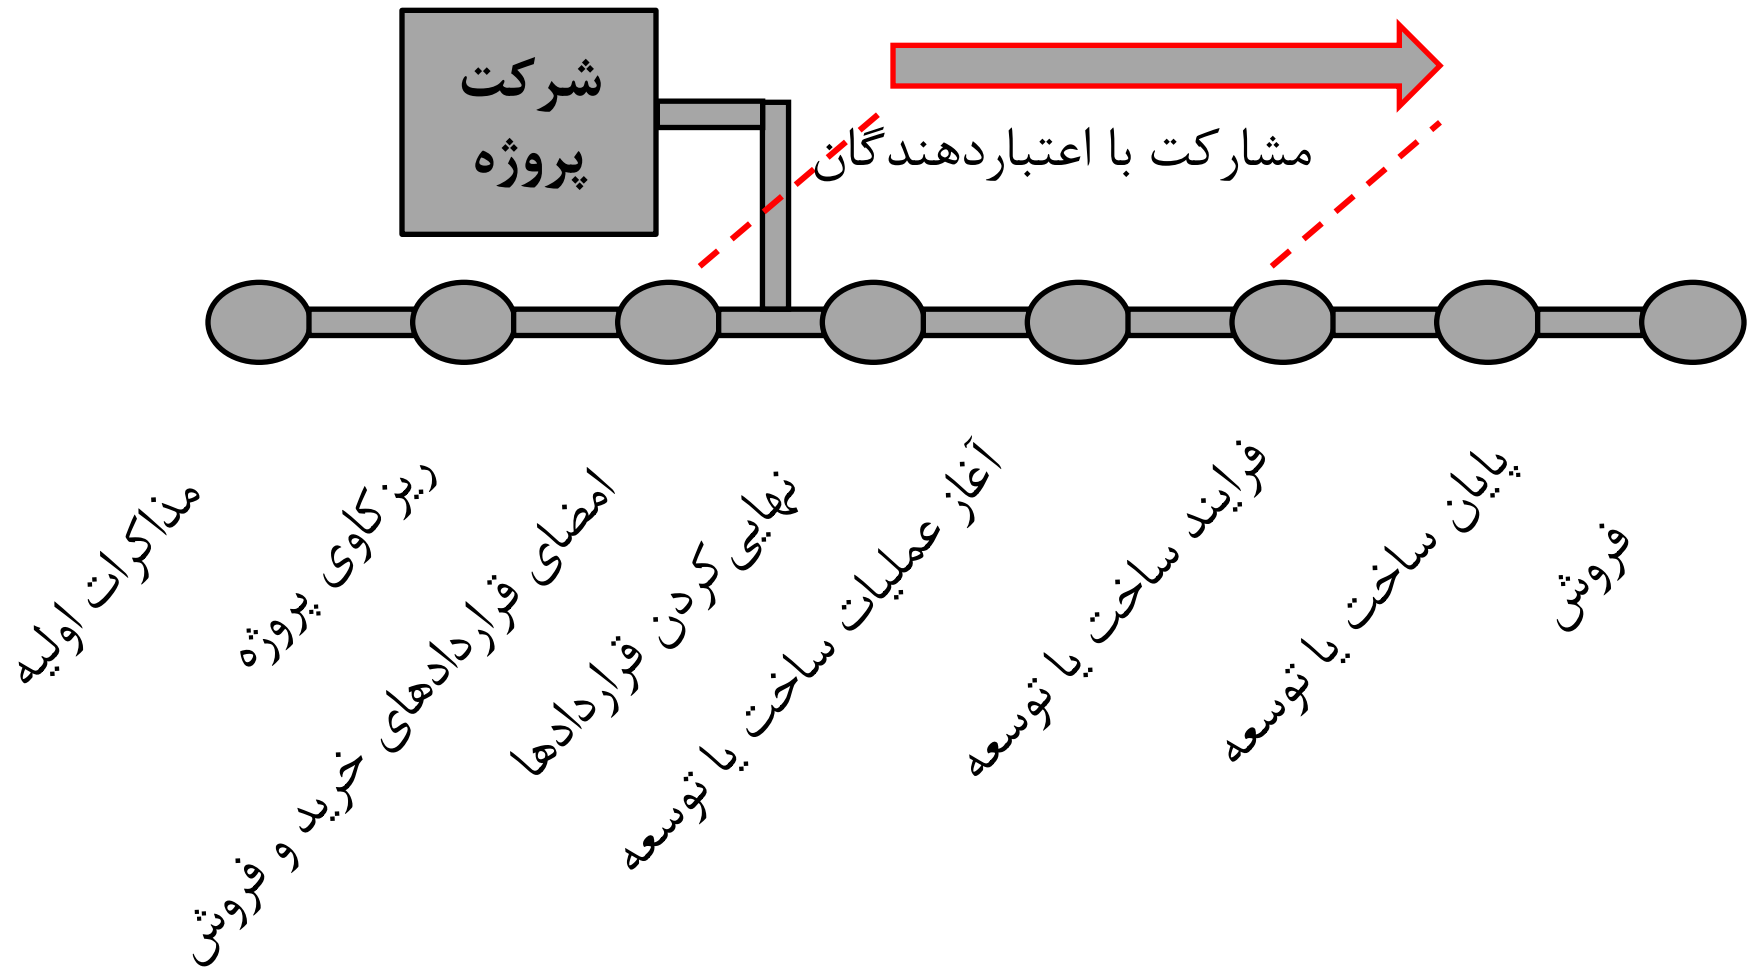 شرکت
پروژه
مشارکت با اعتباردهندگان
مذاکرات اولیه
ریزکاوی پروژه
امضای قراردادهای خرید و فروش
نهایی کردن قراردادها
آغاز عملیات ساخت یا توسعه
فرایند ساخت یا توسعه
پایان ساخت یا توسعه
فروش